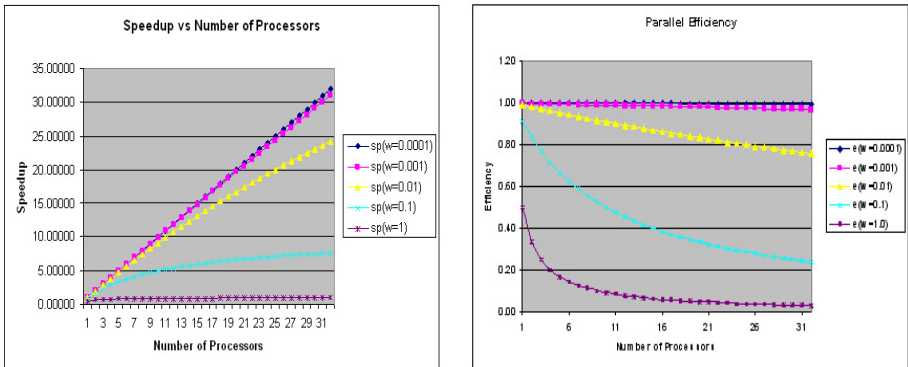 Speedup vs Number of Processors
35.00000
30.00000
25.00000
20.00000
15.00000
10.00000
5.00000
0.00000
Speedup
1 3 5 7 9 11 13 15 17 19 21 23 25 27 29 31
Number of Processors
sp(w=0.0001)
sp(w=0.001)
sp(w=0.01)
sp(w=0.1)
sp(w=1)
Parallel Efficiency
1.20
1.00
0.80
0.60
0.40
0.20
0.00
Efficiency
1 6 11 16 21 26 31
Number of Processors
e(w=0.0001)
e(w=0.001)
e(w=0.01)
e(w=0.1)
e(w=1.0)